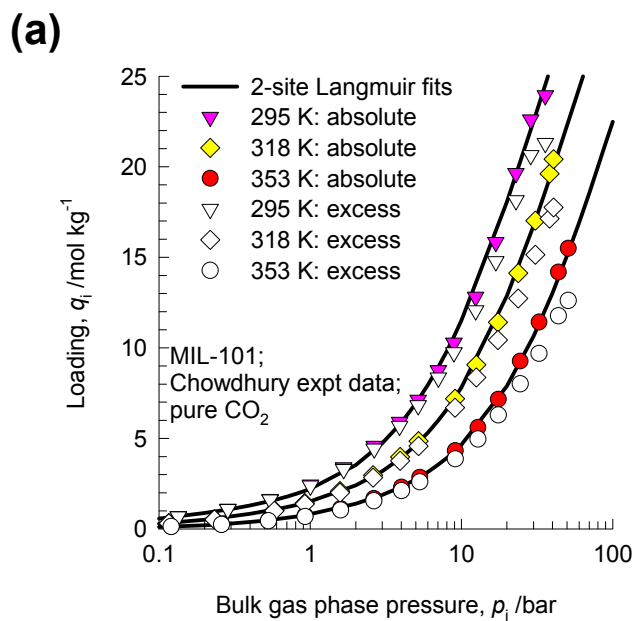 (a)
25
20
15
10
5
0
Loading, qi /mol kg-1
2-site Langmuir fits
295 K: absolute
318 K: absolute
353 K: absolute
295 K: excess
318 K: excess
353 K: excess
MIL-101;
Chowdhury expt data;
pure CO2
0.1
1
10
100
Bulk gas phase pressure, pi /bar